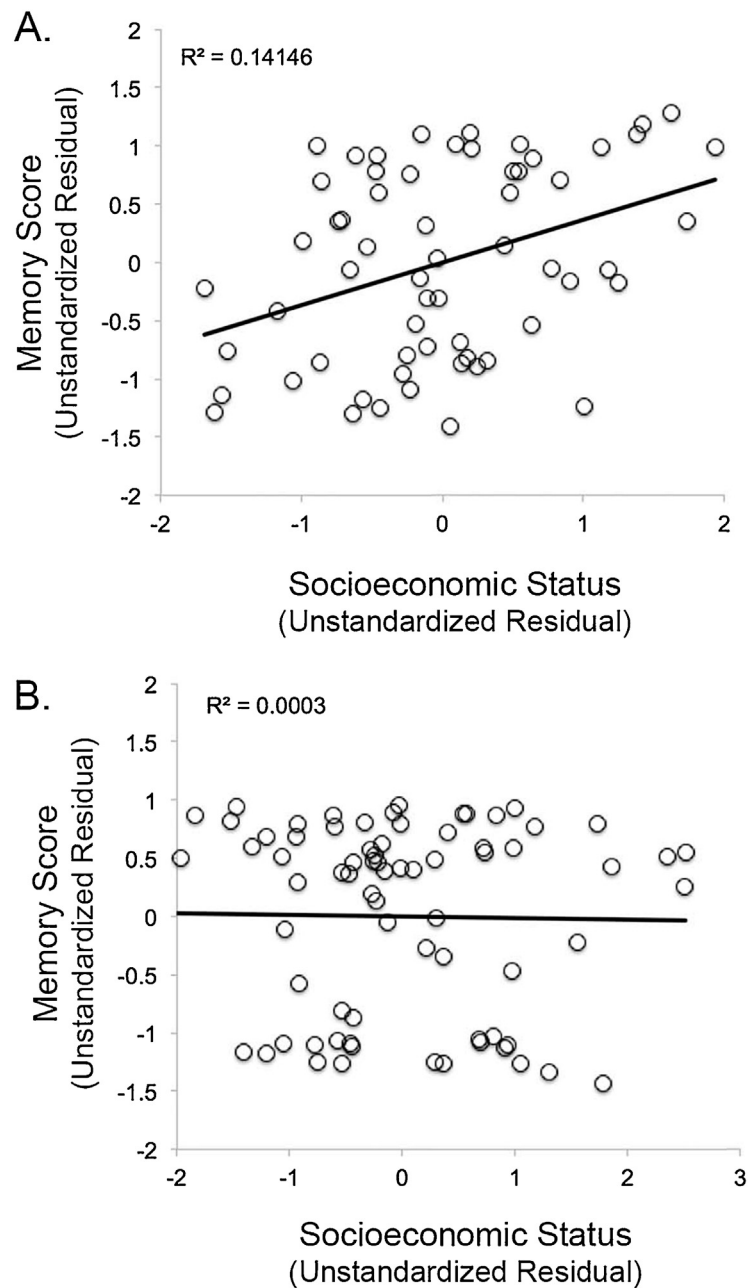 A.
R² = 0.14146
2
1.5
1
0.5
0
-0.5
-1
-1.5
-2
Memory Score
(Unstandardized Residual)
-2 -1 0 1 2
Socioeconomic Status
(Unstandardized Residual)
B.
R² = 0.0003
2
1.5
1
0.5
0
-0.5
-1
-1.5
-2
Memory Score
(Unstandardized Residual)
-2 -1 0 1 2 3
Socioeconomic Status
(Unstandardized Residual)